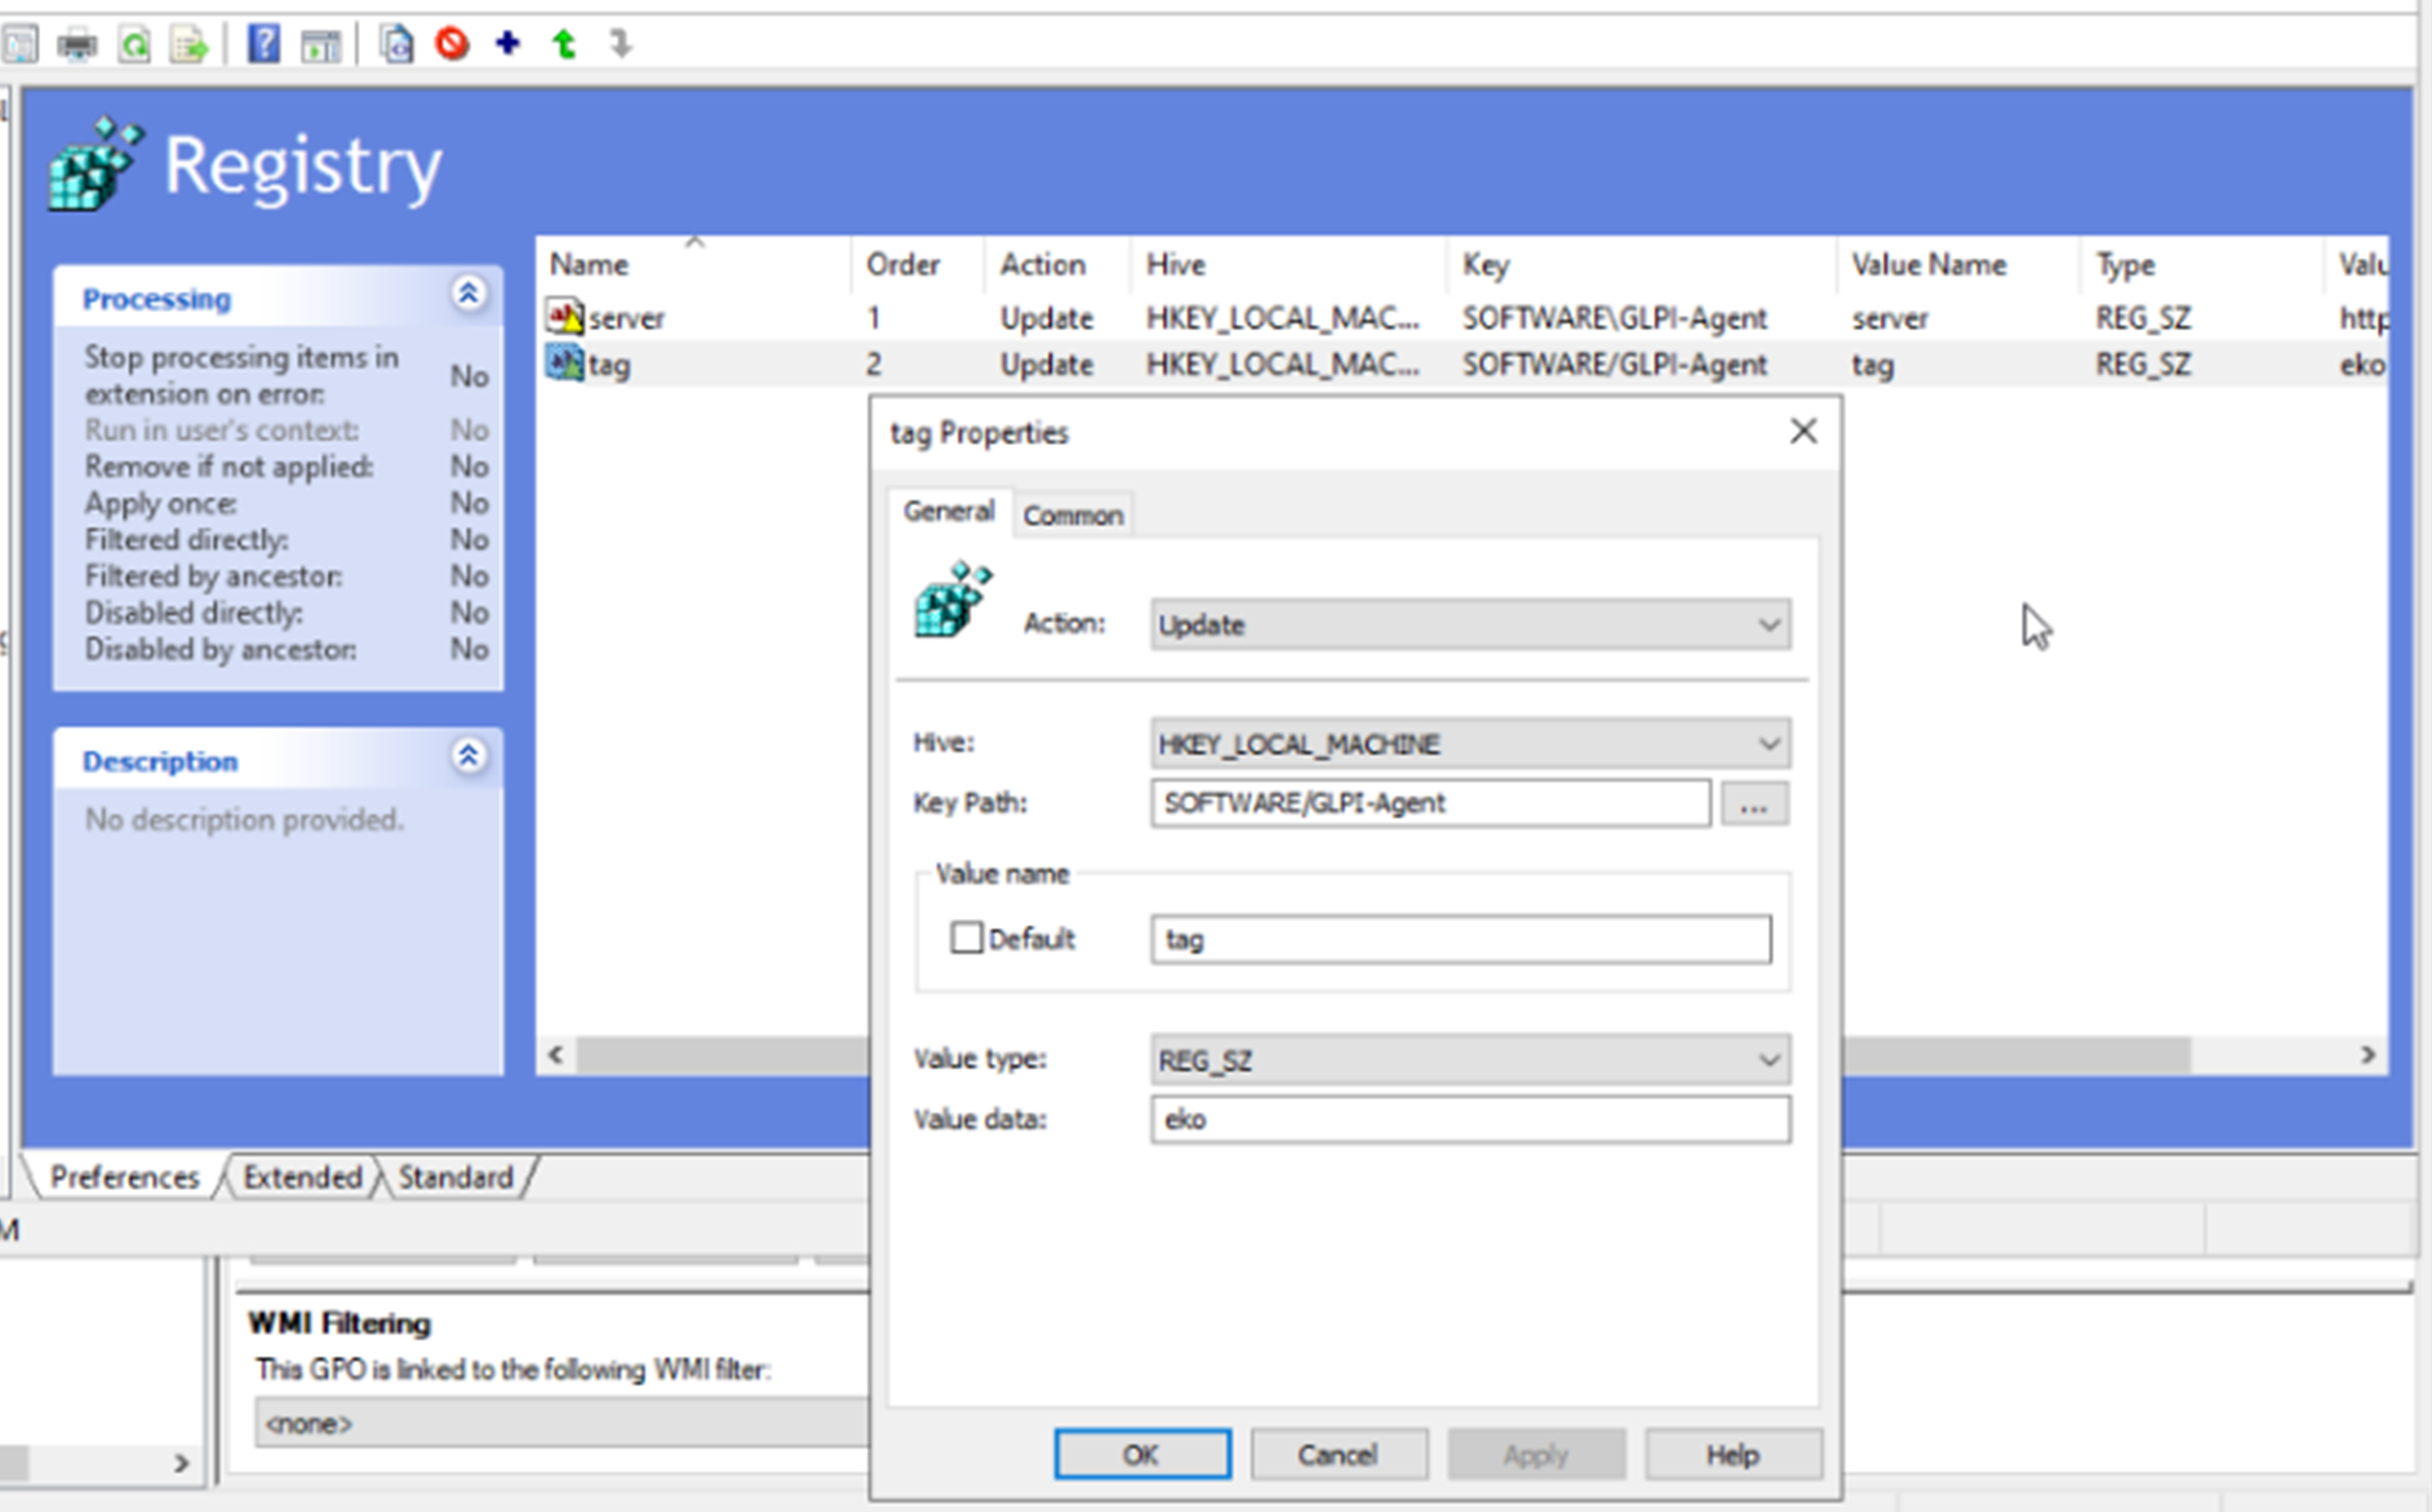 Registry
Processing
Stop processing items in extension on error: No
Run in user's context: No
Remove if not applied: No
Apply once: No
Filtered directly: No
Filtered by ancestor: No
Disabled directly: No
Disabled by ancestor: No
Description
No description provided.
Name Order Action Hive Key Value Name Type Valu
server 1 Update HKEY_LOCAL_MAC... SOFTWARE\GLPI-Agent server REG_SZ http
tag 2 Update HKEY_LOCAL_MAC... SOFTWARE/GLPI-Agent tag REG_SZ eko
tag Properties
General Common
Action: Update
Hive: HKEY_LOCAL_MACHINE
Key Path: SOFTWARE/GLPI-Agent ...
Value name
Default tag
Value type: REG_SZ
Value data: eko
OK Cancel Apply Help
Preferences Extended Standard
M
WMI Filtering
This GPO is linked to the following WMI filter:
<none>